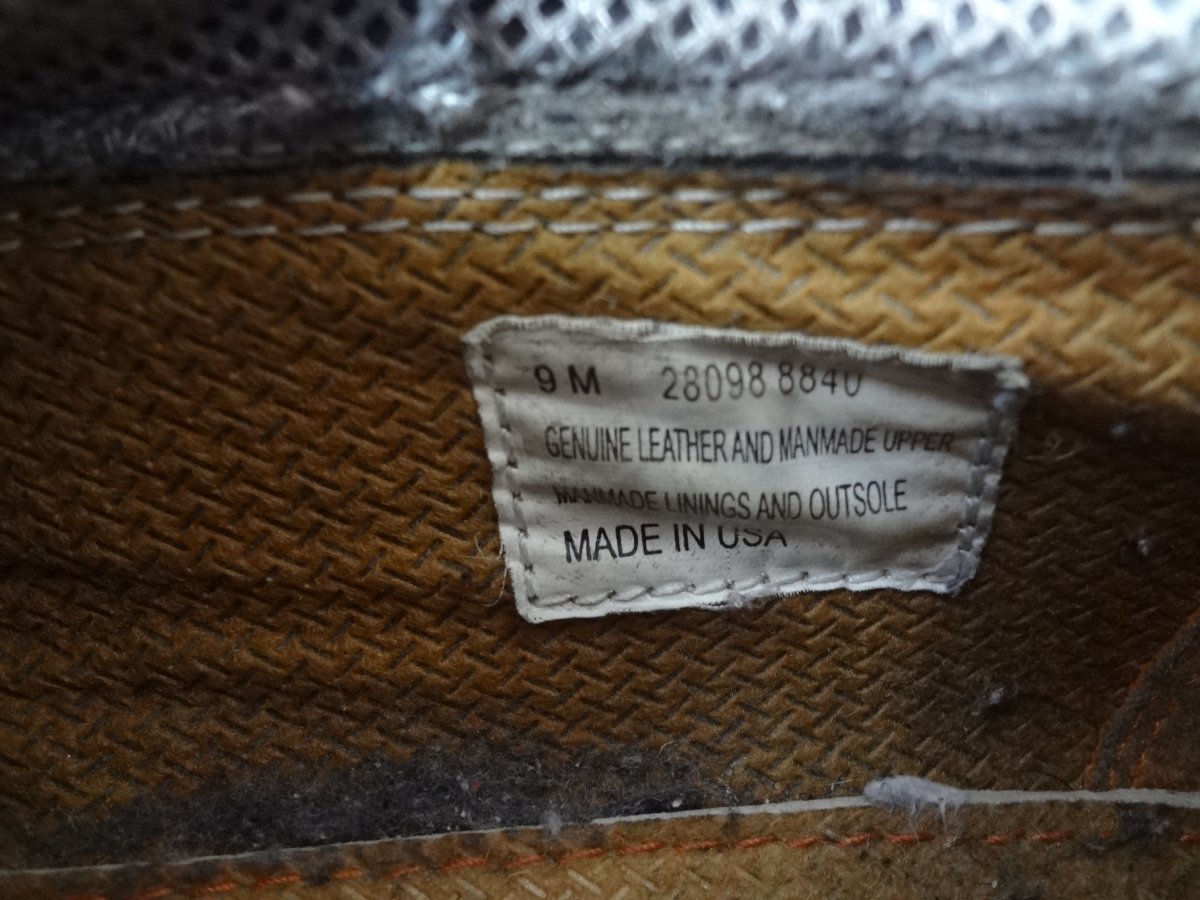 9 M 28098 8840
GENUINE LEATHER AND MANMADE UPPER
MANMADE LININGS AND OUTSOLE
MADE IN USA